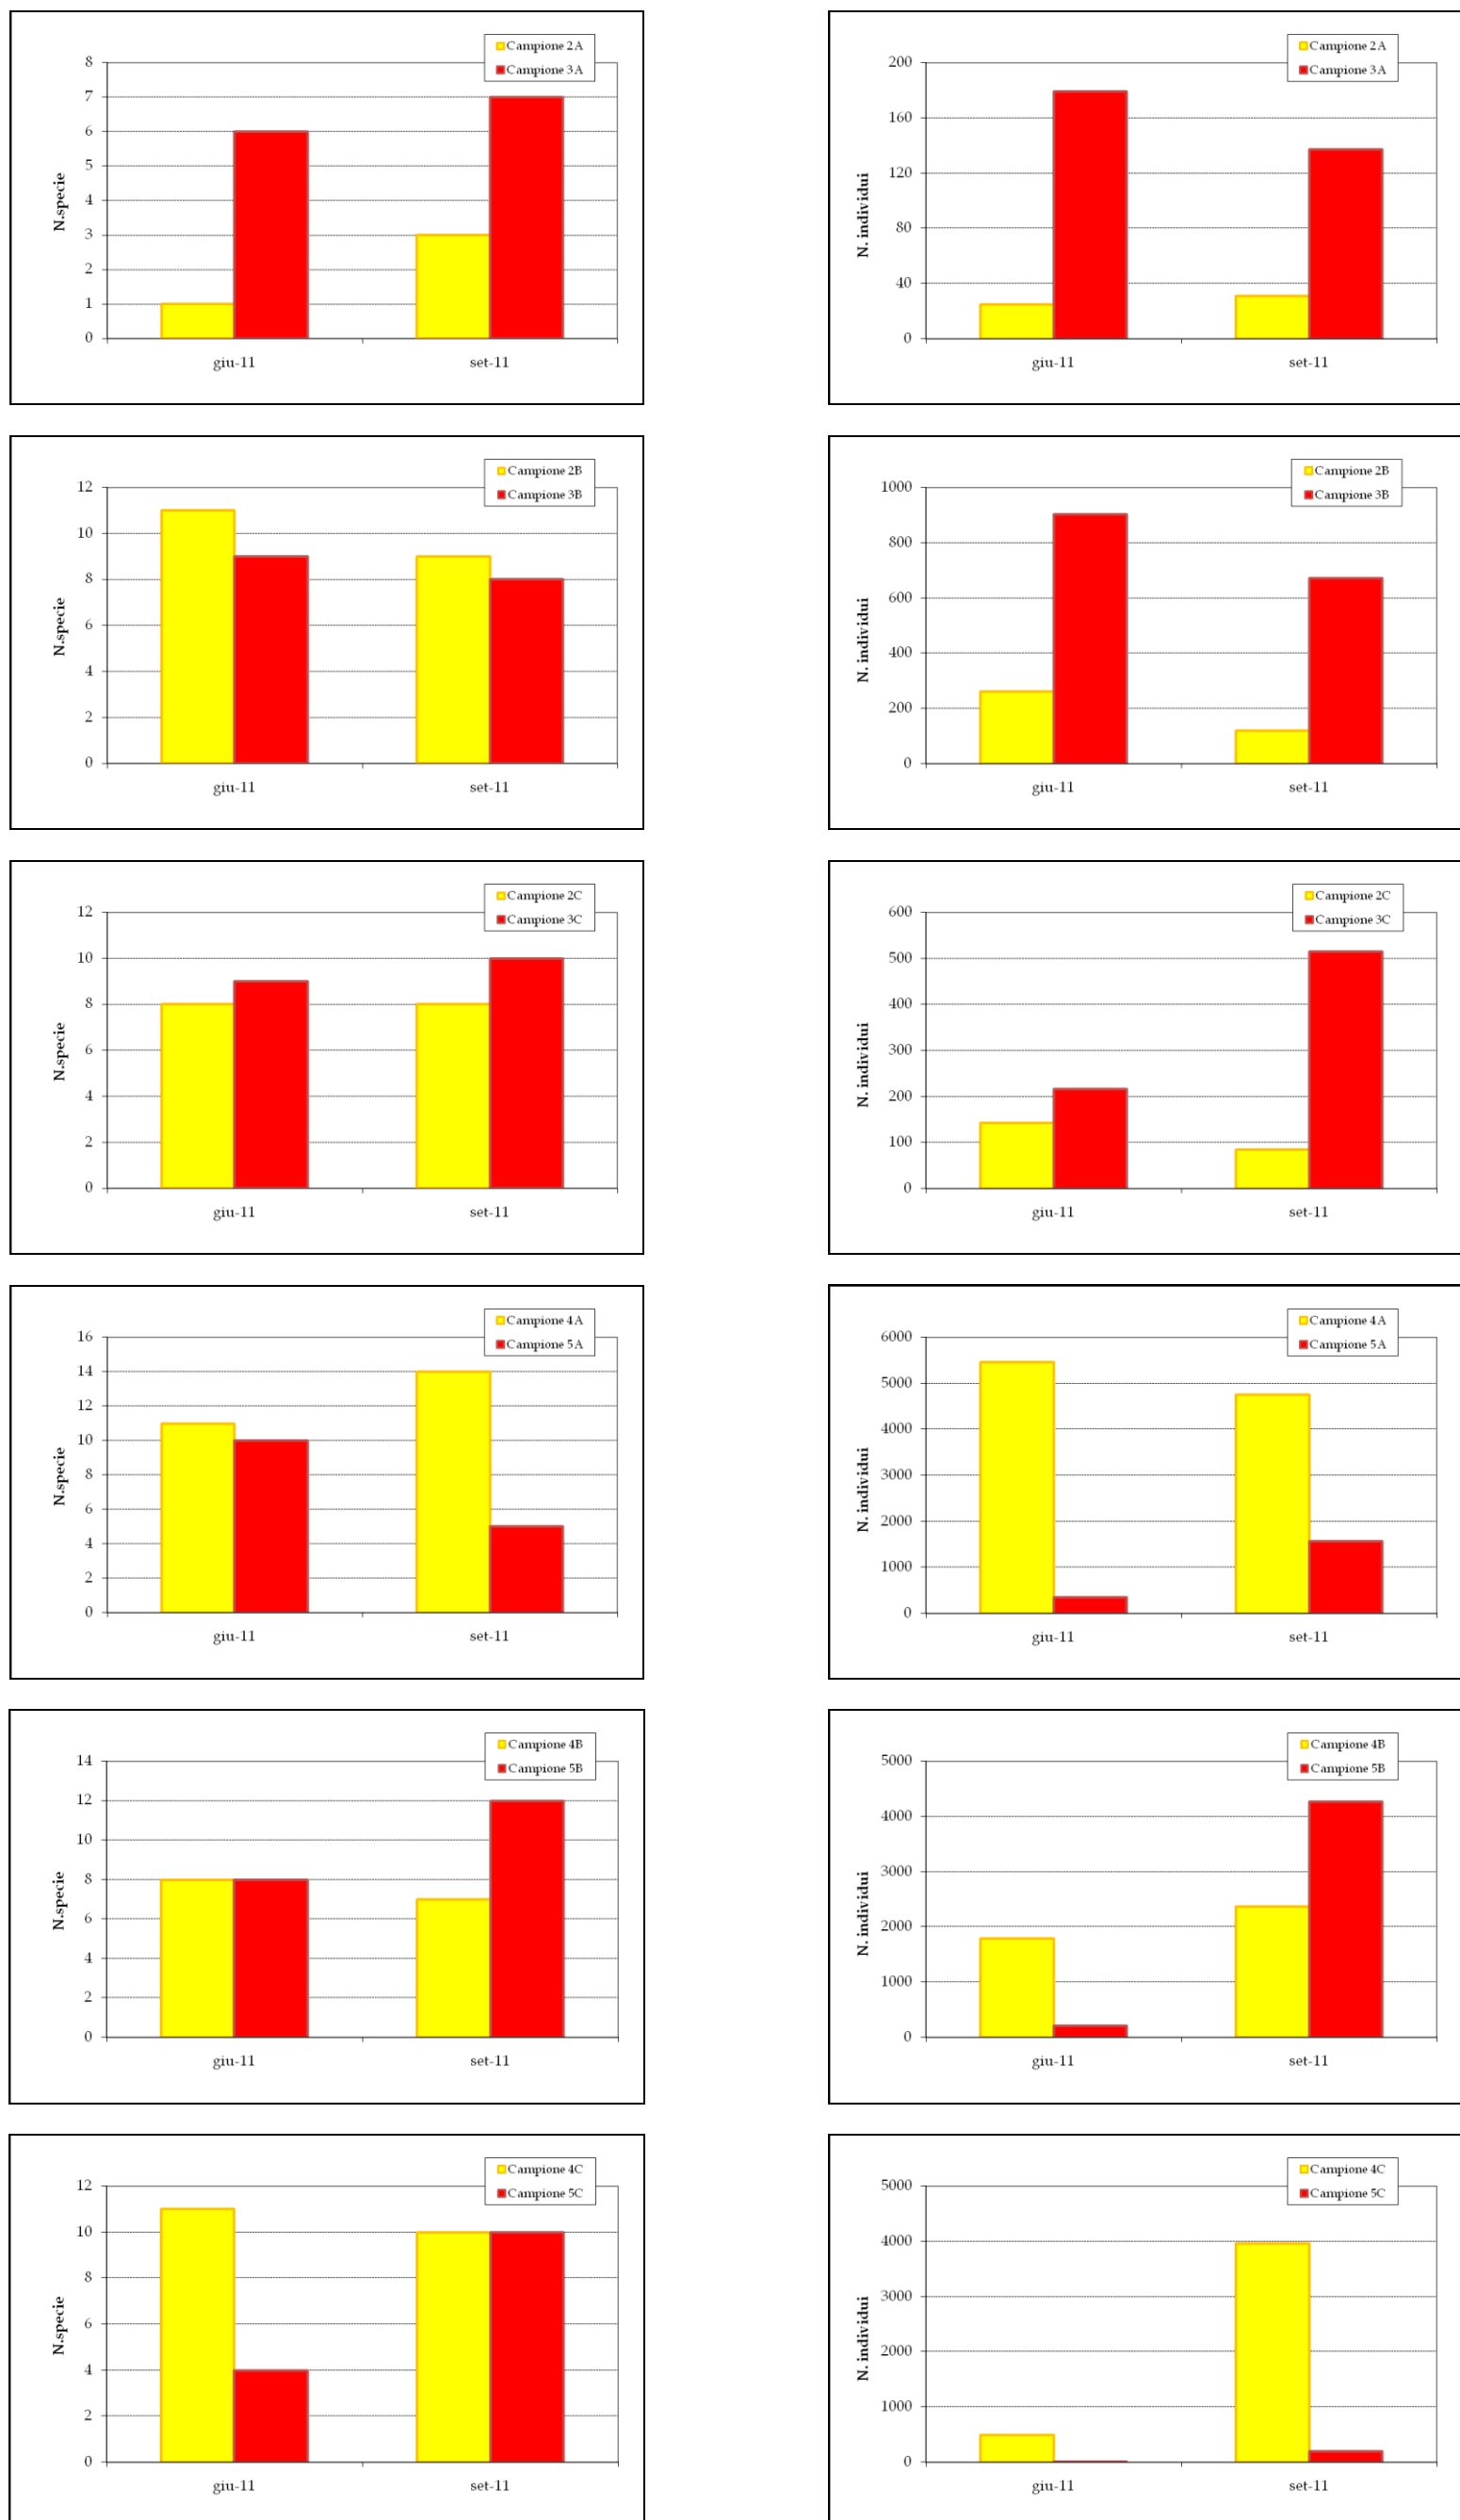 Campione 2A
Campione 3A
8
7
6
5
4
3
2
1
0
N.specie
giu-11 set-11
Campione 2A
Campione 3A
200
160
120
80
40
0
N. individui
giu-11 set-11
Campione 2B
Campione 3B
12
10
8
6
4
2
0
N.specie
giu-11 set-11
Campione 2B
Campione 3B
1000
800
600
400
200
0
N. individui
giu-11 set-11
Campione 2C
Campione 3C
12
10
8
6
4
2
0
N.specie
giu-11 set-11
Campione 2C
Campione 3C
600
500
400
300
200
100
0
N. individui
giu-11 set-11
Campione 4A
Campione 5A
16
14
12
10
8
6
4
2
0
N.specie
giu-11 set-11
Campione 4A
Campione 5A
6000
5000
4000
3000
2000
1000
0
N. individui
giu-11 set-11
Campione 4B
Campione 5B
14
12
10
8
6
4
2
0
N.specie
giu-11 set-11
Campione 4B
Campione 5B
5000
4000
3000
2000
1000
0
N. individui
giu-11 set-11
Campione 4C
Campione 5C
12
10
8
6
4
2
0
N.specie
giu-11 set-11
Campione 4C
Campione 5C
5000
4000
3000
2000
1000
0
N. individui
giu-11 set-11